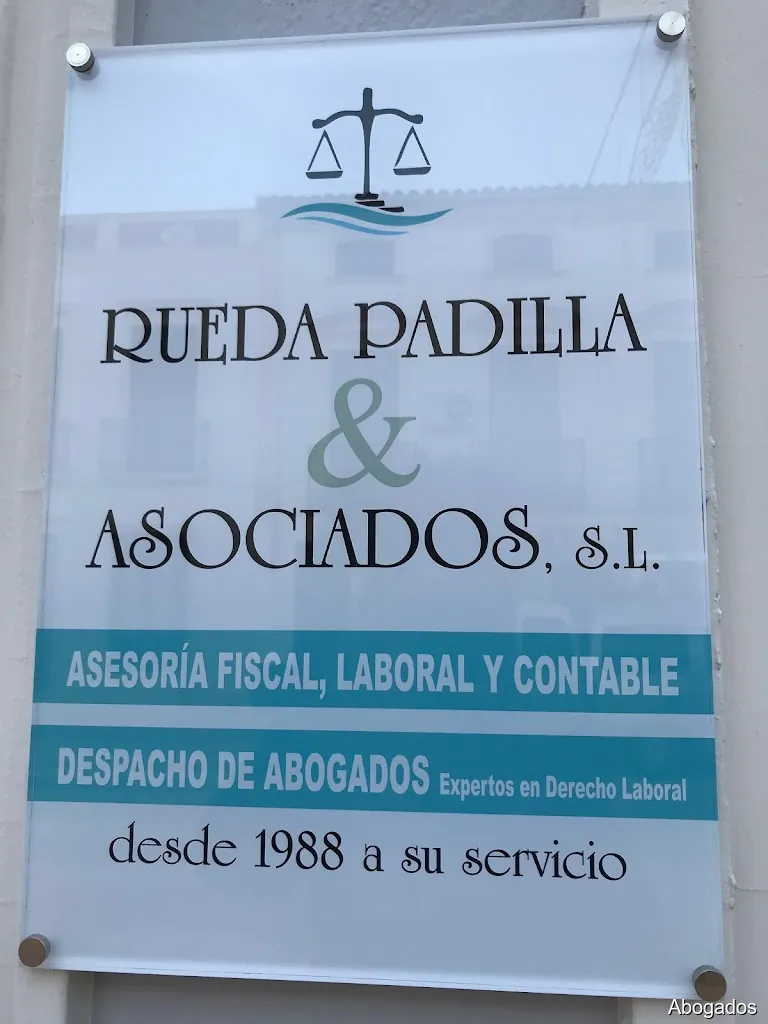 RUEDA PADILLA
&
ASOCIADOS, S.L.
ASESORÍA FISCAL, LABORAL Y CONTABLE
DESPACHO DE ABOGADOS Expertos en Derecho Laboral
desde 1988 a su servicio
Abogados